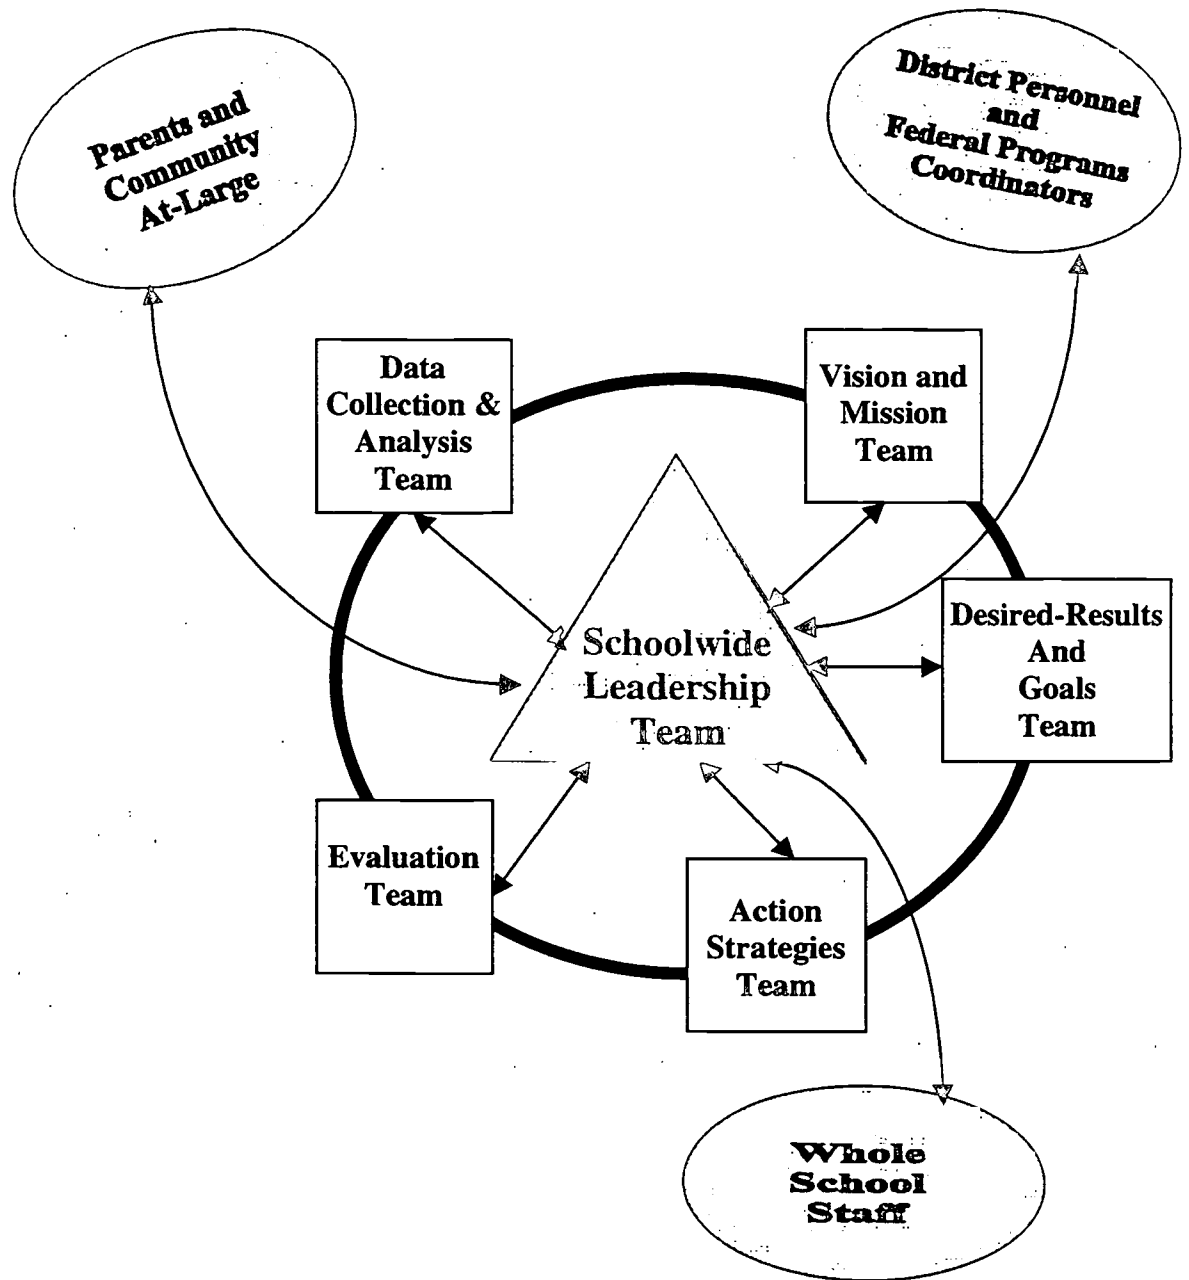 Parents and
Community
At-Large
District Personnel
and
Federal Programs
Coordinators
Data
Collection &
Analysis
Team
Vision and
Mission
Team
Schoolwide
Leadership
Team
Desired-Results
And
Goals
Team
Evaluation
Team
Action
Strategies
Team
Whole
School
Staff